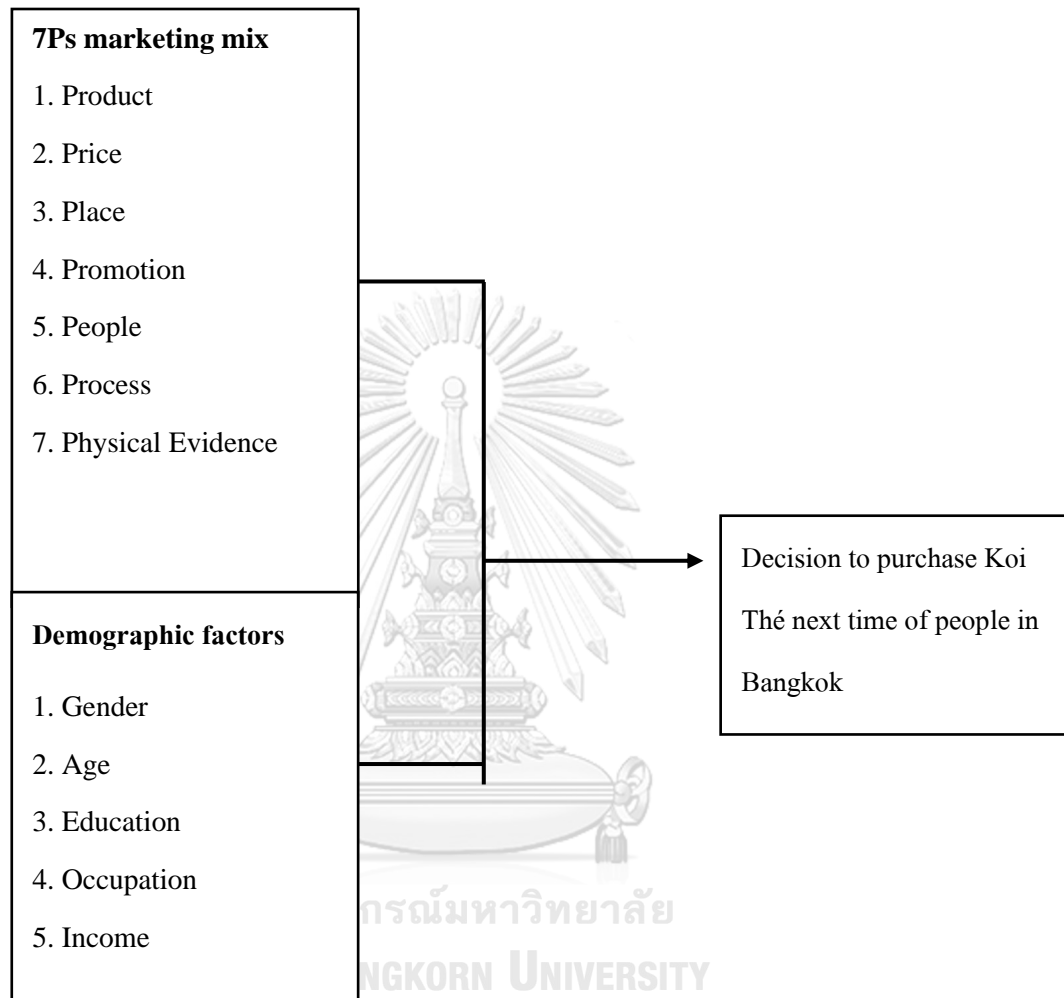 7Ps marketing mix
1. Product
2. Price
3. Place
4. Promotion
5. People
6. Process
7. Physical Evidence
Demographic factors
1. Gender
2. Age
3. Education
4. Occupation
5. Income
Decision to purchase Koi
Thé next time of people in
Bangkok
กรณ์มหาวิทยาลัย
NGKORN UNIVERSITY